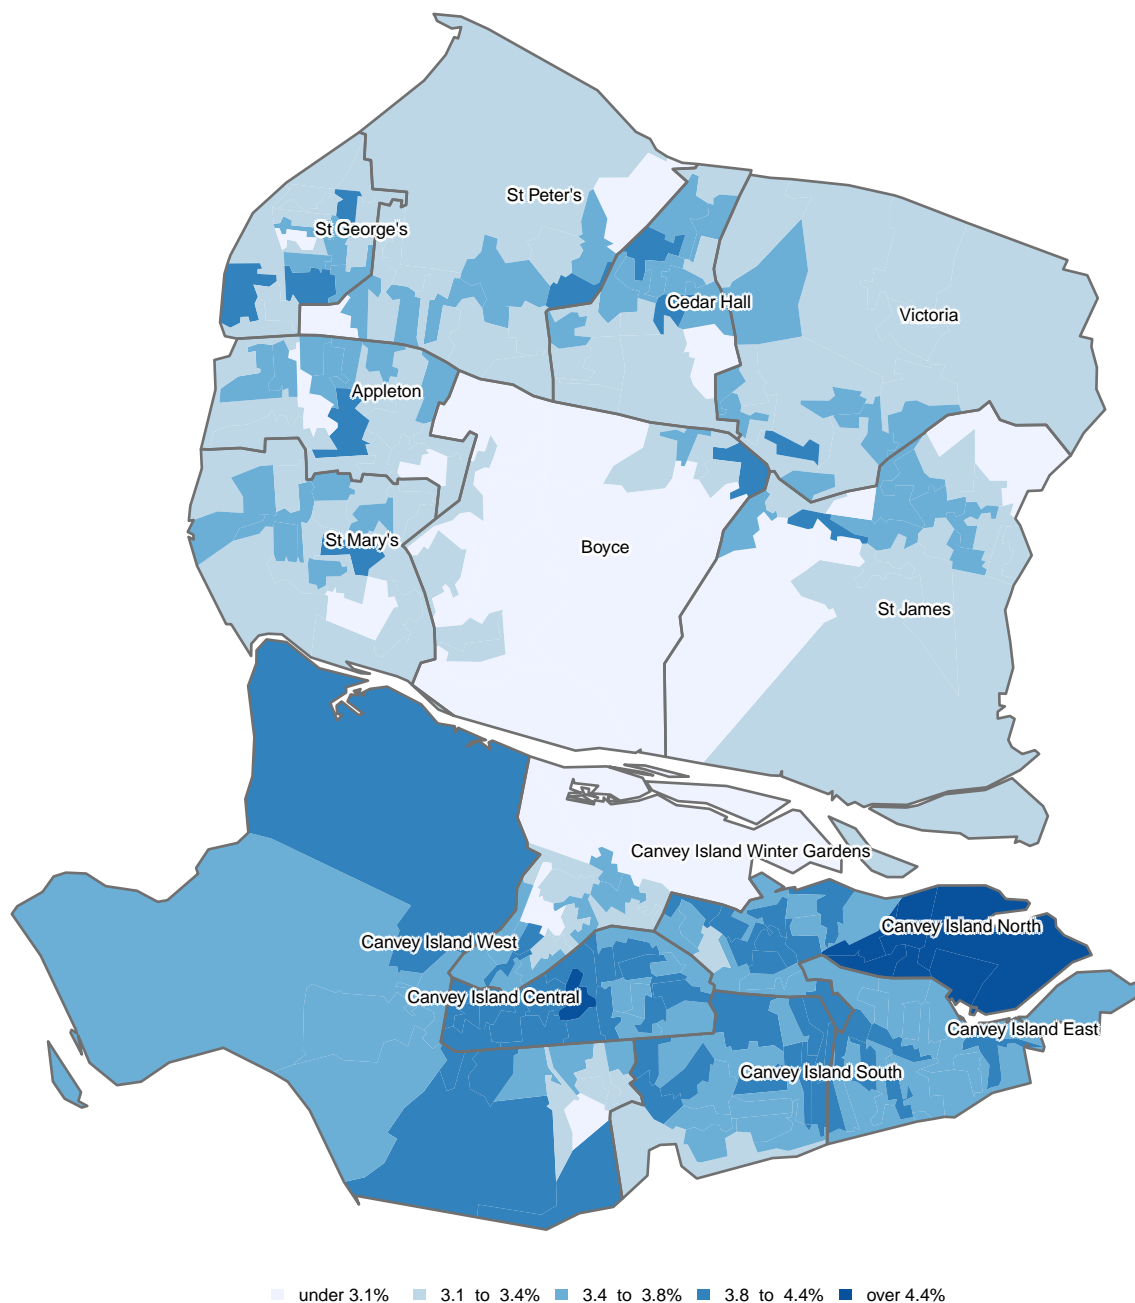 St Peter's
St George's
Cedar Hall
Victoria
Appleton
St Mary's
Boyce
St James
Canvey Island Winter Gardens
Canvey Island North
Canvey Island West
Canvey Island Central
Canvey Island East
Canvey Island South
under 3.1% 3.1 to 3.4% 3.4 to 3.8% 3.8 to 4.4% over 4.4%